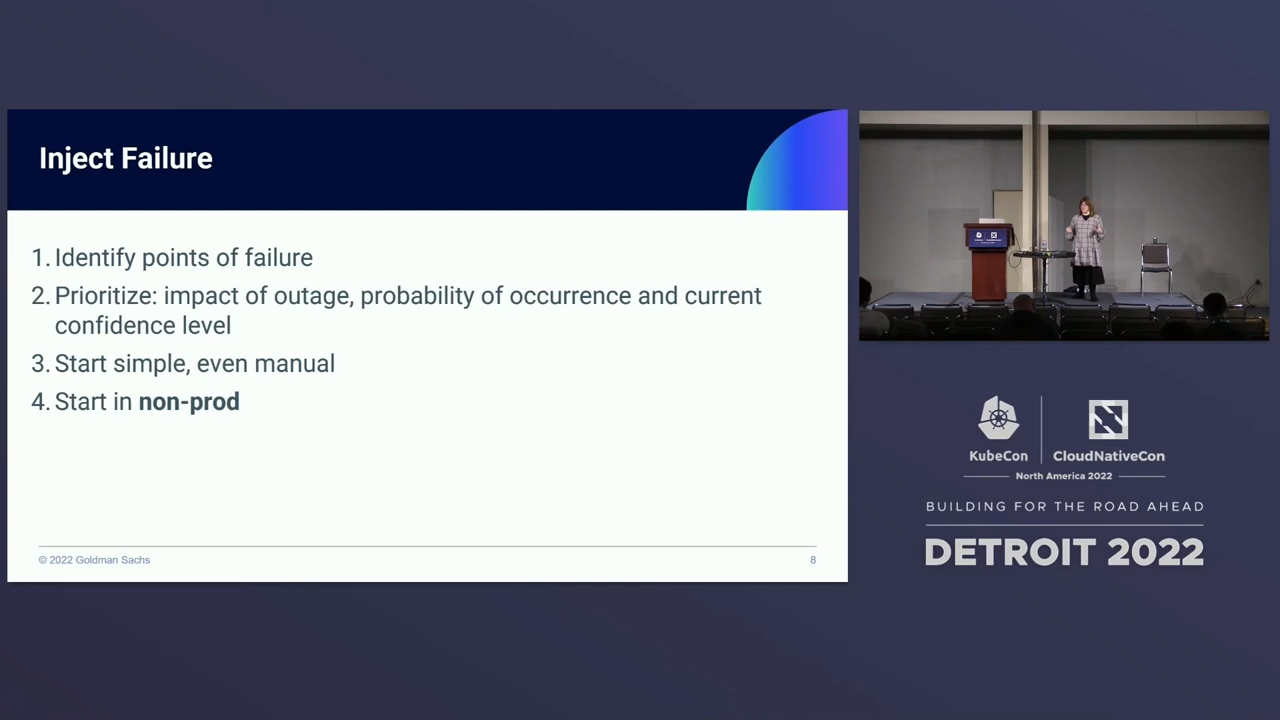 Inject Failure
1. Identify points of failure
2. Prioritize: impact of outage, probability of occurrence and current
confidence level
3. Start simple, even manual
4. Start in non-prod
© 2022 Goldman Sachs
8
KubeCon
CloudNativeCon
North America 2022
BUILDING FOR THE ROAD AHEAD
DETROIT 2022